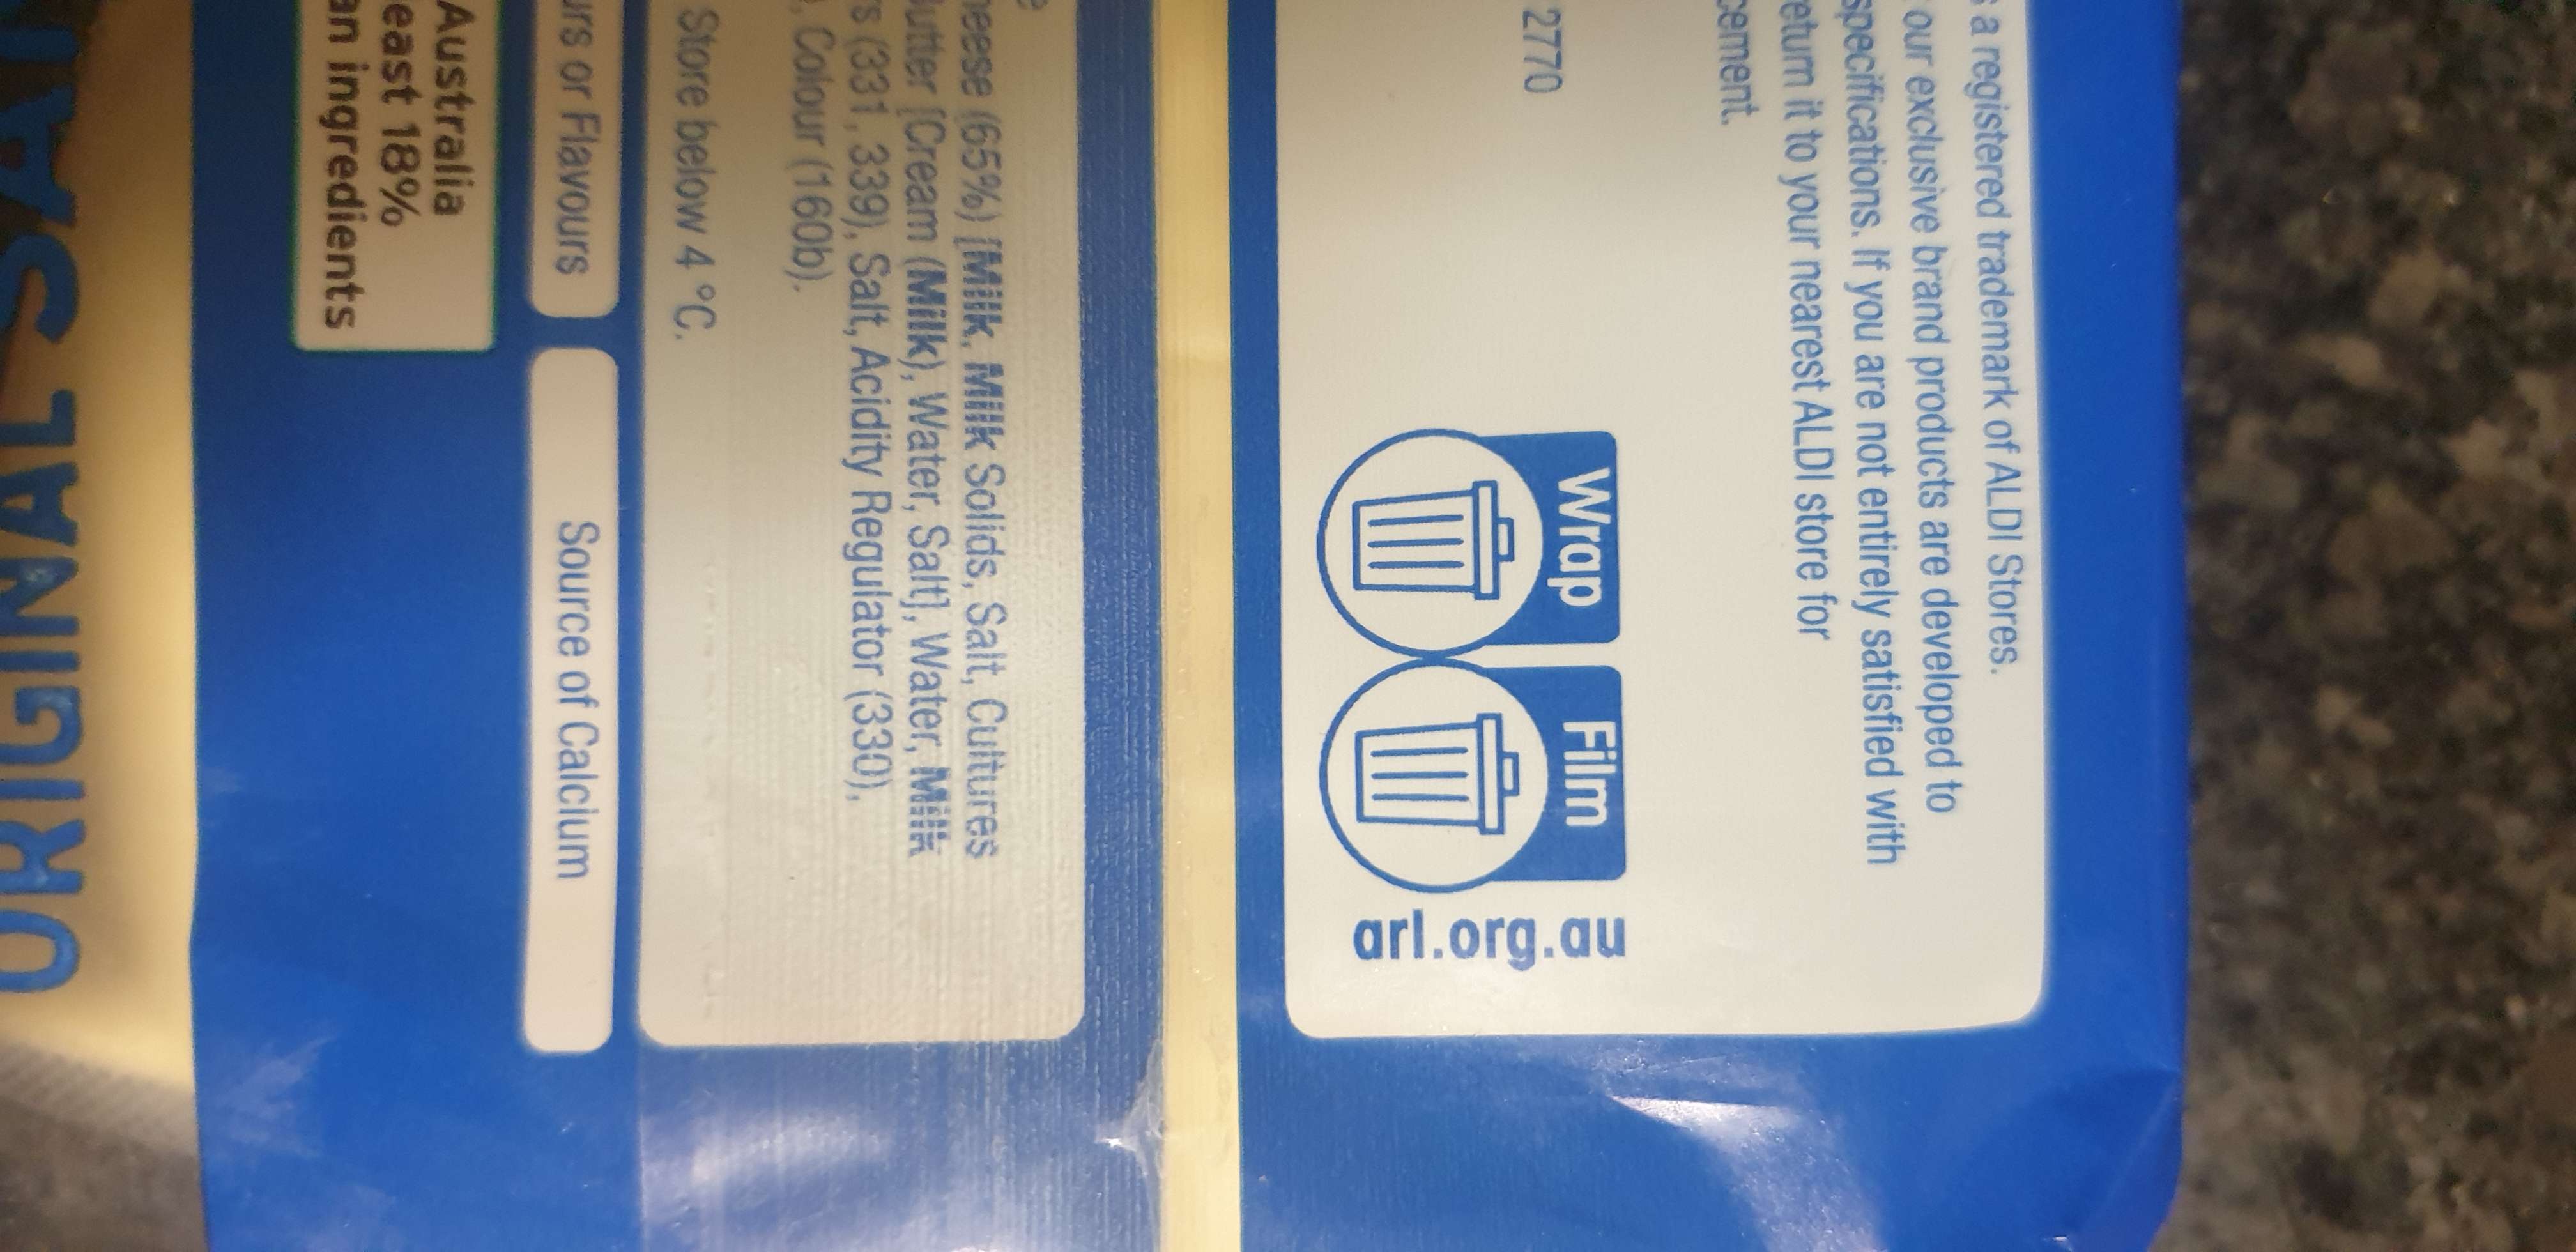 s a registered trademark of ALDI Stores.
our exclusive brand products are developed to
specifications. If you are not entirely satisfied with
eturn it to your nearest ALDI store for
cement.
2770
Wrap
Film
arl.org.au
e
heese (65%) [Milk, Milk Solids, Salt, Cultures
utter [Cream (Milk), Water, Salt], Water, Milk
rs (331, 339), Salt, Acidity Regulator (330),
), Colour (160b).
Store below 4 °C.
urs or Flavours
Source of Calcium
Australia
east 18%
an ingredients
ORIGINAL SAN